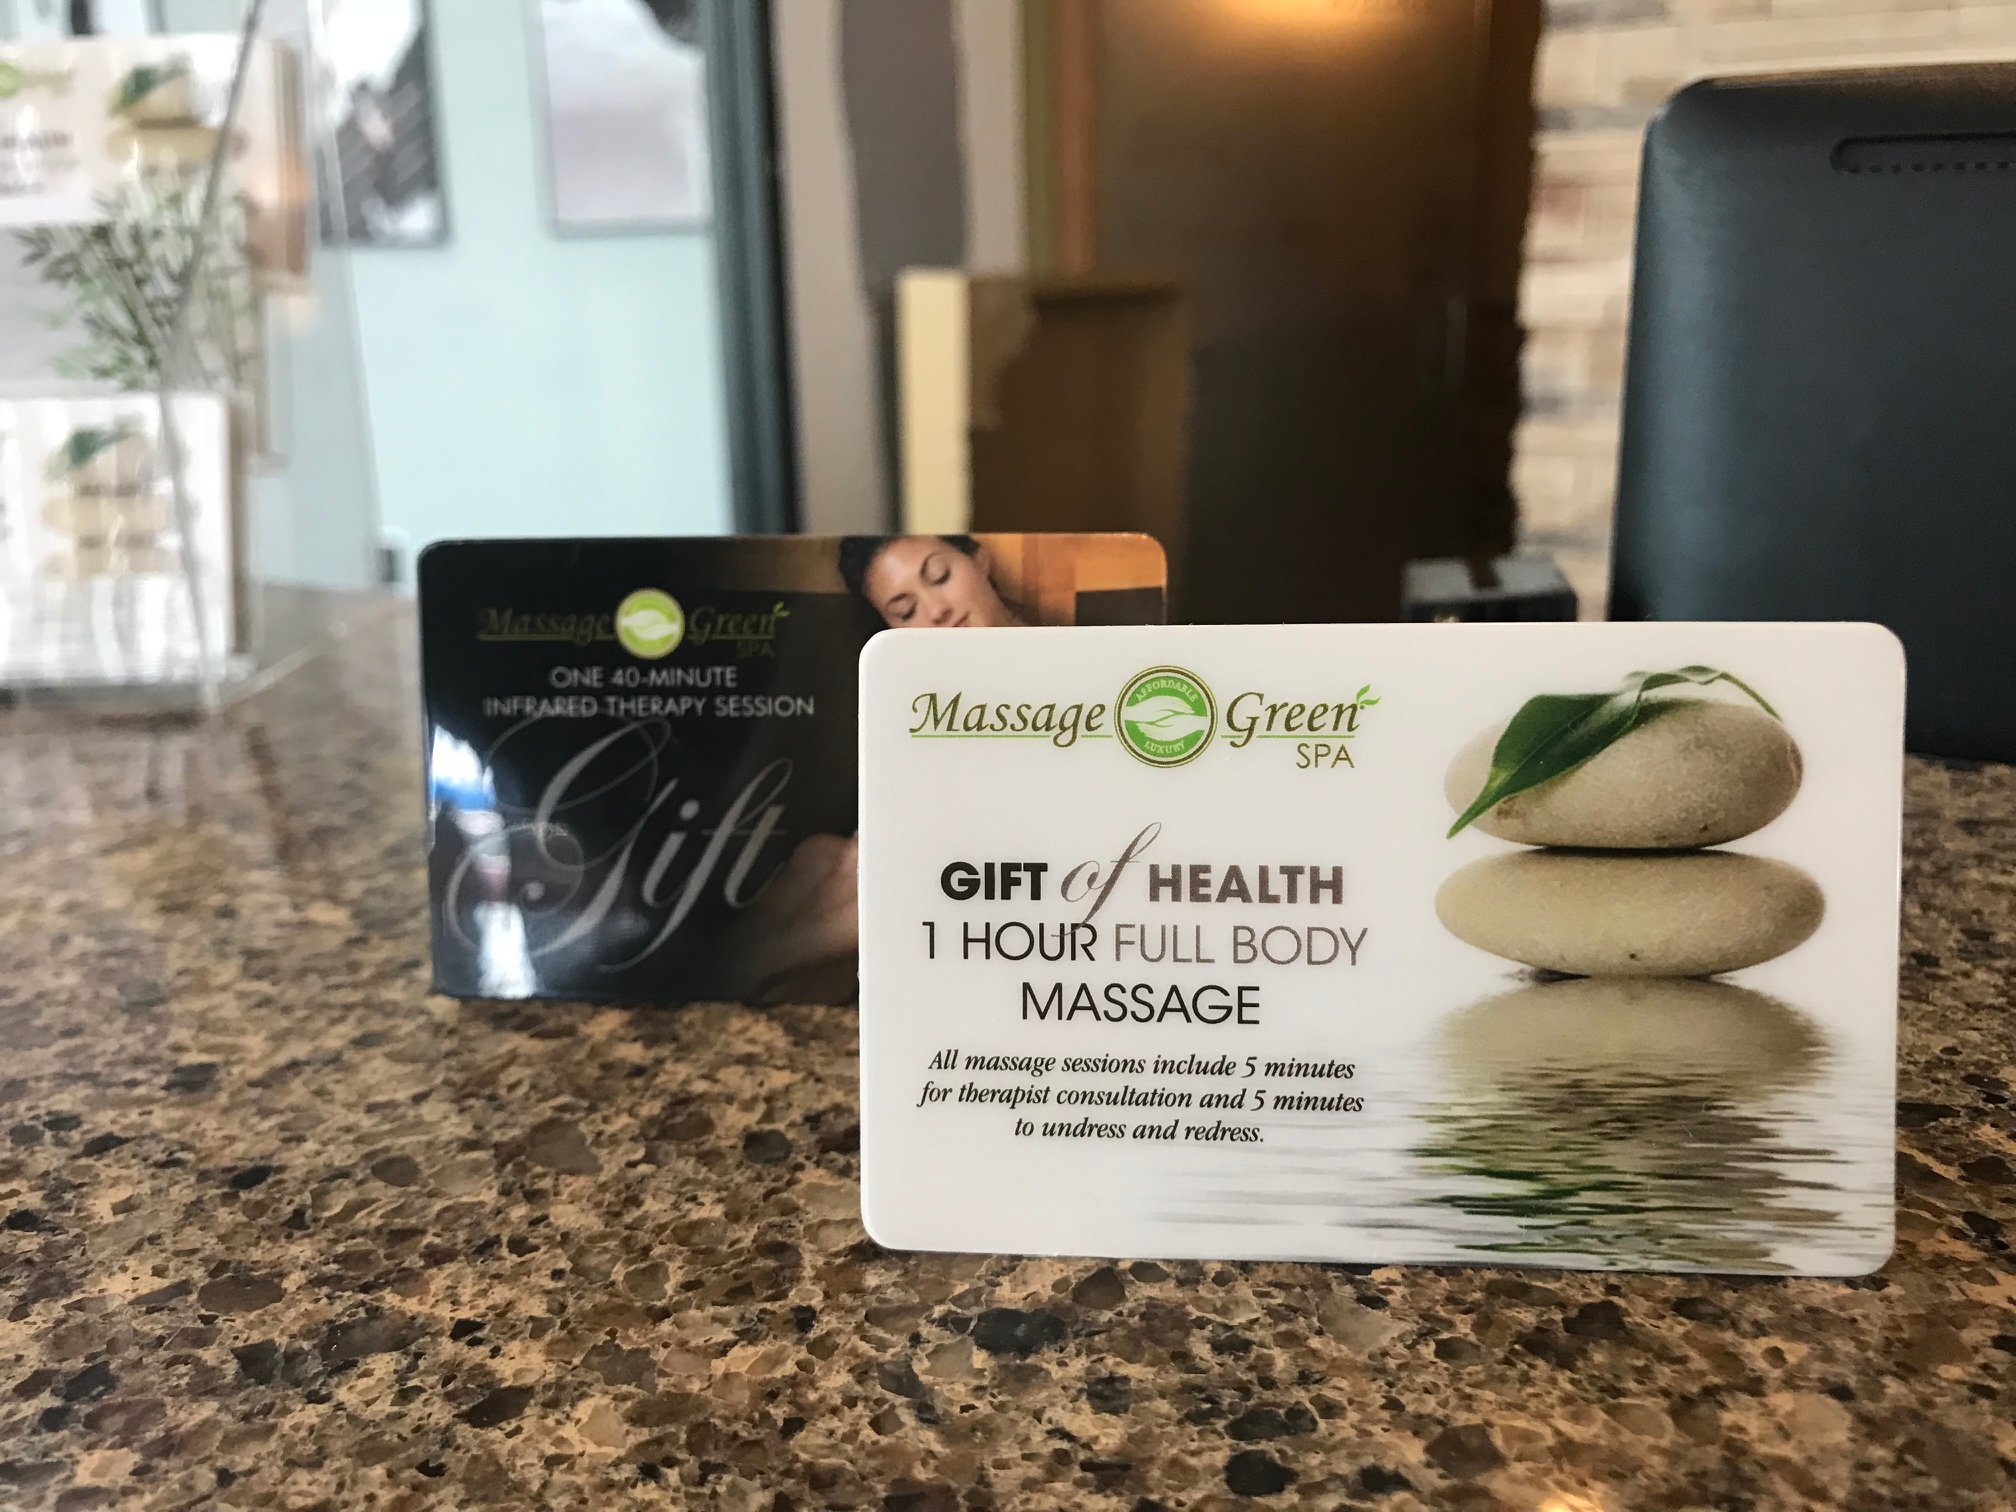 Massage Green
SPA
ONE 40-MINUTE
INFRARED THERAPY SESSION
Gift
Massage AFFORDABLE LUXURY Green
SPA
GIFT of HEALTH
1 HOUR FULL BODY
MASSAGE
All massage sessions include 5 minutes
for therapist consultation and 5 minutes
to undress and redress.